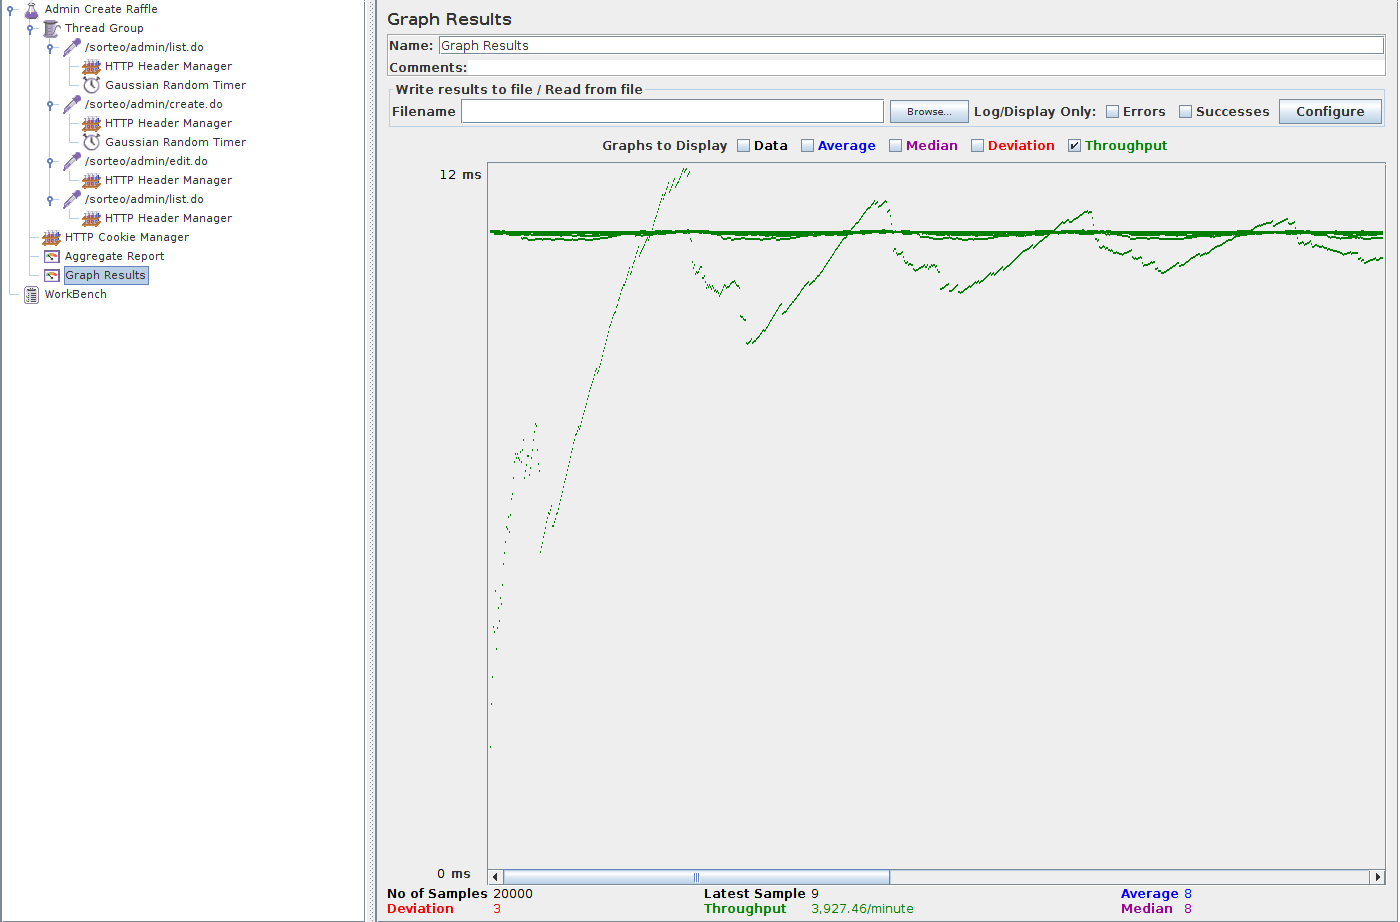 Admin Create Raffle
Thread Group
/sorteo/admin/list.do
HTTP Header Manager
Gaussian Random Timer
/sorteo/admin/create.do
HTTP Header Manager
Gaussian Random Timer
/sorteo/admin/edit.do
HTTP Header Manager
/sorteo/admin/list.do
HTTP Header Manager
HTTP Cookie Manager
Aggregate Report
Graph Results
WorkBench
Graph Results
Name: Graph Results
Comments:
Write results to file / Read from file
Filename Browse... Log/Display Only: Errors Successes Configure
Graphs to Display Data Average Median Deviation Throughput
12 ms
0 ms
No of Samples 20000 Latest Sample 9 Average 8
Deviation 3 Throughput 3,927.46/minute Median 8